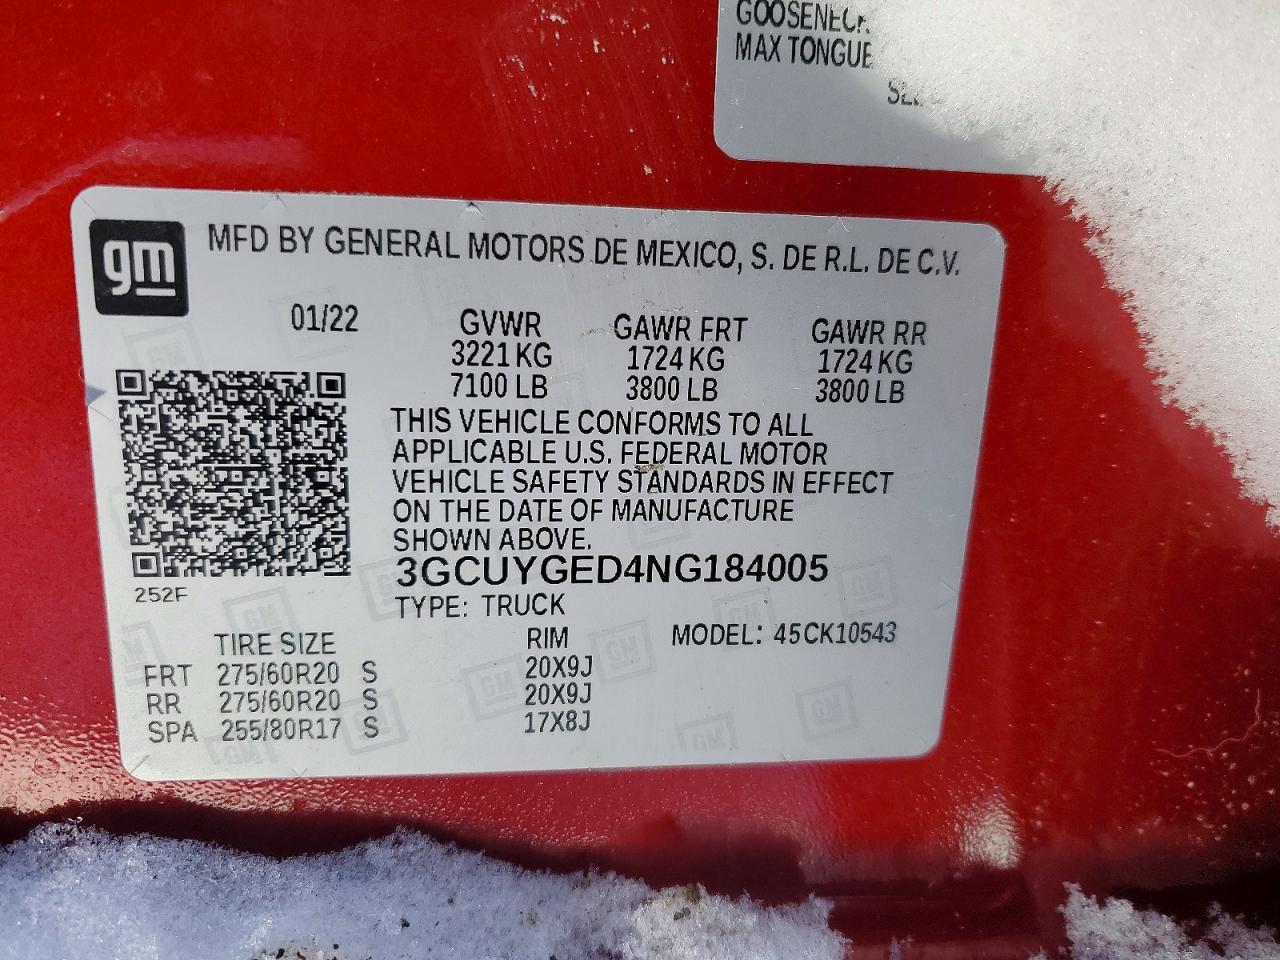 MAX TONGUE
gm
MFD BY GENERAL MOTORS DE MEXICO, S. DE R.L. DE C.V.
01/22 GVWR GAWR FRT GAWR RR
3221 KG 1724 KG 1724 KG
7100 LB 3800 LB 3800 LB
THIS VEHICLE CONFORMS TO ALL
APPLICABLE U.S. FEDERAL MOTOR
VEHICLE SAFETY STANDARDS IN EFFECT
ON THE DATE OF MANUFACTURE
SHOWN ABOVE.
3GCUYGED4NG184005
252F
TYPE: TRUCK
TIRE SIZE RIM MODEL: 45CK10543
FRT 275/60R20 S 20X9J
RR 275/60R20 S 20X9J
SPA 255/80R17 S 17X8J